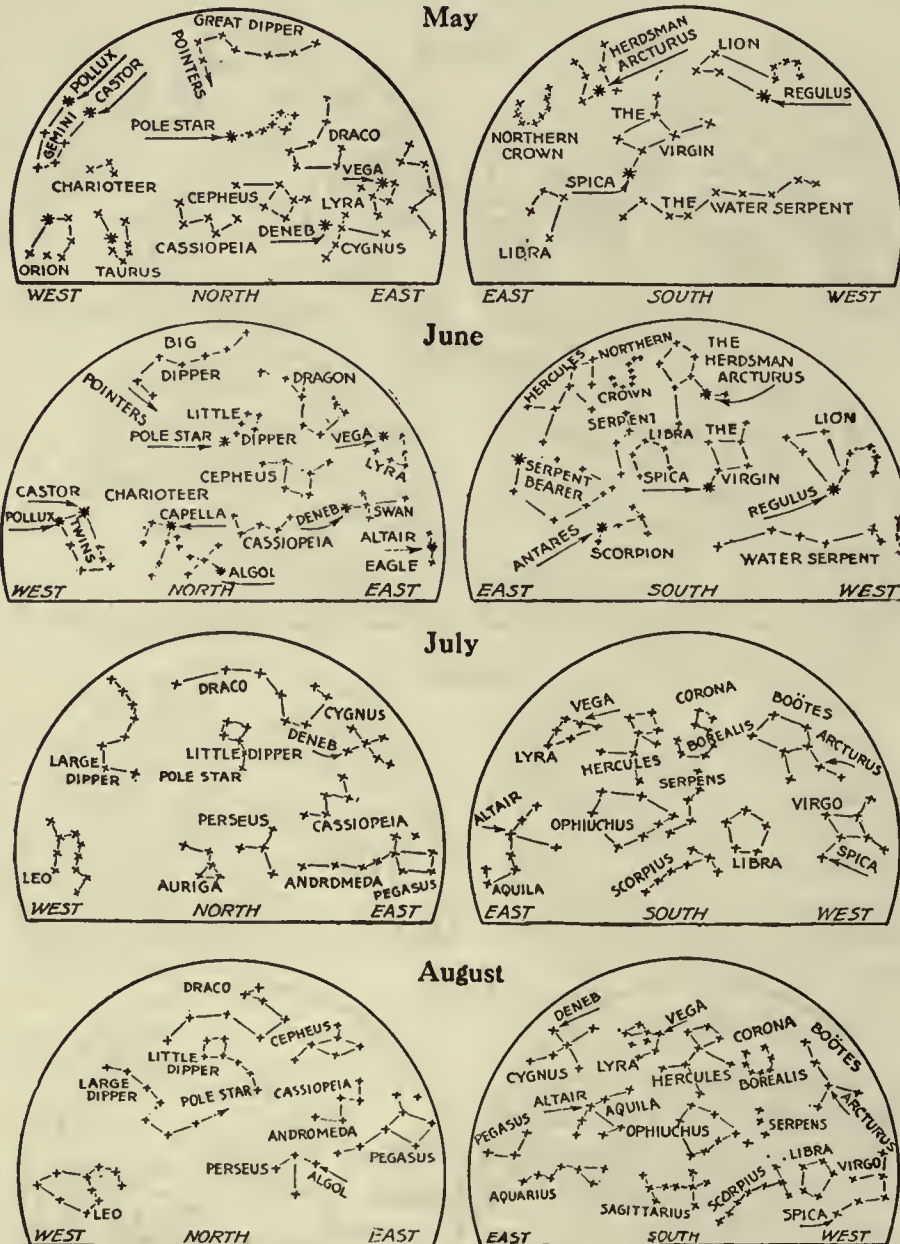 May
GREAT DIPPER
POINTERS
POLLUX
CASTOR
GEMINI
POLE STAR
DRACO
CHARIOTEER
VEGA
CEPHEUS
LYRA
DENEB
CASSIOPEIA
CYGNUS
ORION
TAURUS
WEST NORTH EAST
HERDSMAN
ARCTURUS
LION
REGULUS
NORTHERN
CROWN
THE
VIRGIN
SPICA
THE WATER SERPENT
LIBRA
EAST SOUTH WEST
June
BIG
DIPPER
POINTERS
DRAGON
LITTLE
DIPPER
POLE STAR
VEGA
LYRA
CEPHEUS
CASTOR
POLLUX
TWINS
CHARIOTEER
CAPELLA
CASSIOPEIA
DENEB
SWAN
ALTAIR
EAGLE
ALGOL
WEST NORTH EAST
HERCULES
NORTHERN
CROWN
THE
HERDSMAN
ARCTURUS
SERPENT
LIBRA
THE
VIRGIN
LION
SERPENT
BEARER
SPICA
REGULUS
ANTARES
SCORPION
WATER SERPENT
EAST SOUTH WEST
July
DRACO
CYGNUS
DENEB
LARGE
DIPPER
LITTLE DIPPER
POLE STAR
CASSIOPEIA
PERSEUS
LEO
AURIGA
ANDRDMEDA
PEGASUS
WEST NORTH EAST
VEGA
LYRA
CORONA
BOREALIS
BOÖTES
ARCTURUS
HERCULES
SERPENS
ALTAIR
OPHIUCHUS
VIRGO
SPICA
LIBRA
SCORPIUS
AQUILA
EAST SOUTH WEST
August
DRACO
CEPHEUS
LITTLE
DIPPER
LARGE
DIPPER
POLE STAR
CASSIOPEIA
ANDROMEDA
PEGASUS
PERSEUS
ALGOL
LEO
WEST NORTH EAST
DENEB
VEGA
CYGNUS
LYRA
HERCULES
CORONA
BOREALIS
BOÖTES
ARCTURUS
ALTAIR
AQUILA
PEGASUS
OPHIUCHUS
SERPENS
AQUARIUS
SAGITTARIUS
SCORPIUS
LIBRA
VIRGO
SPICA
EAST SOUTH WEST